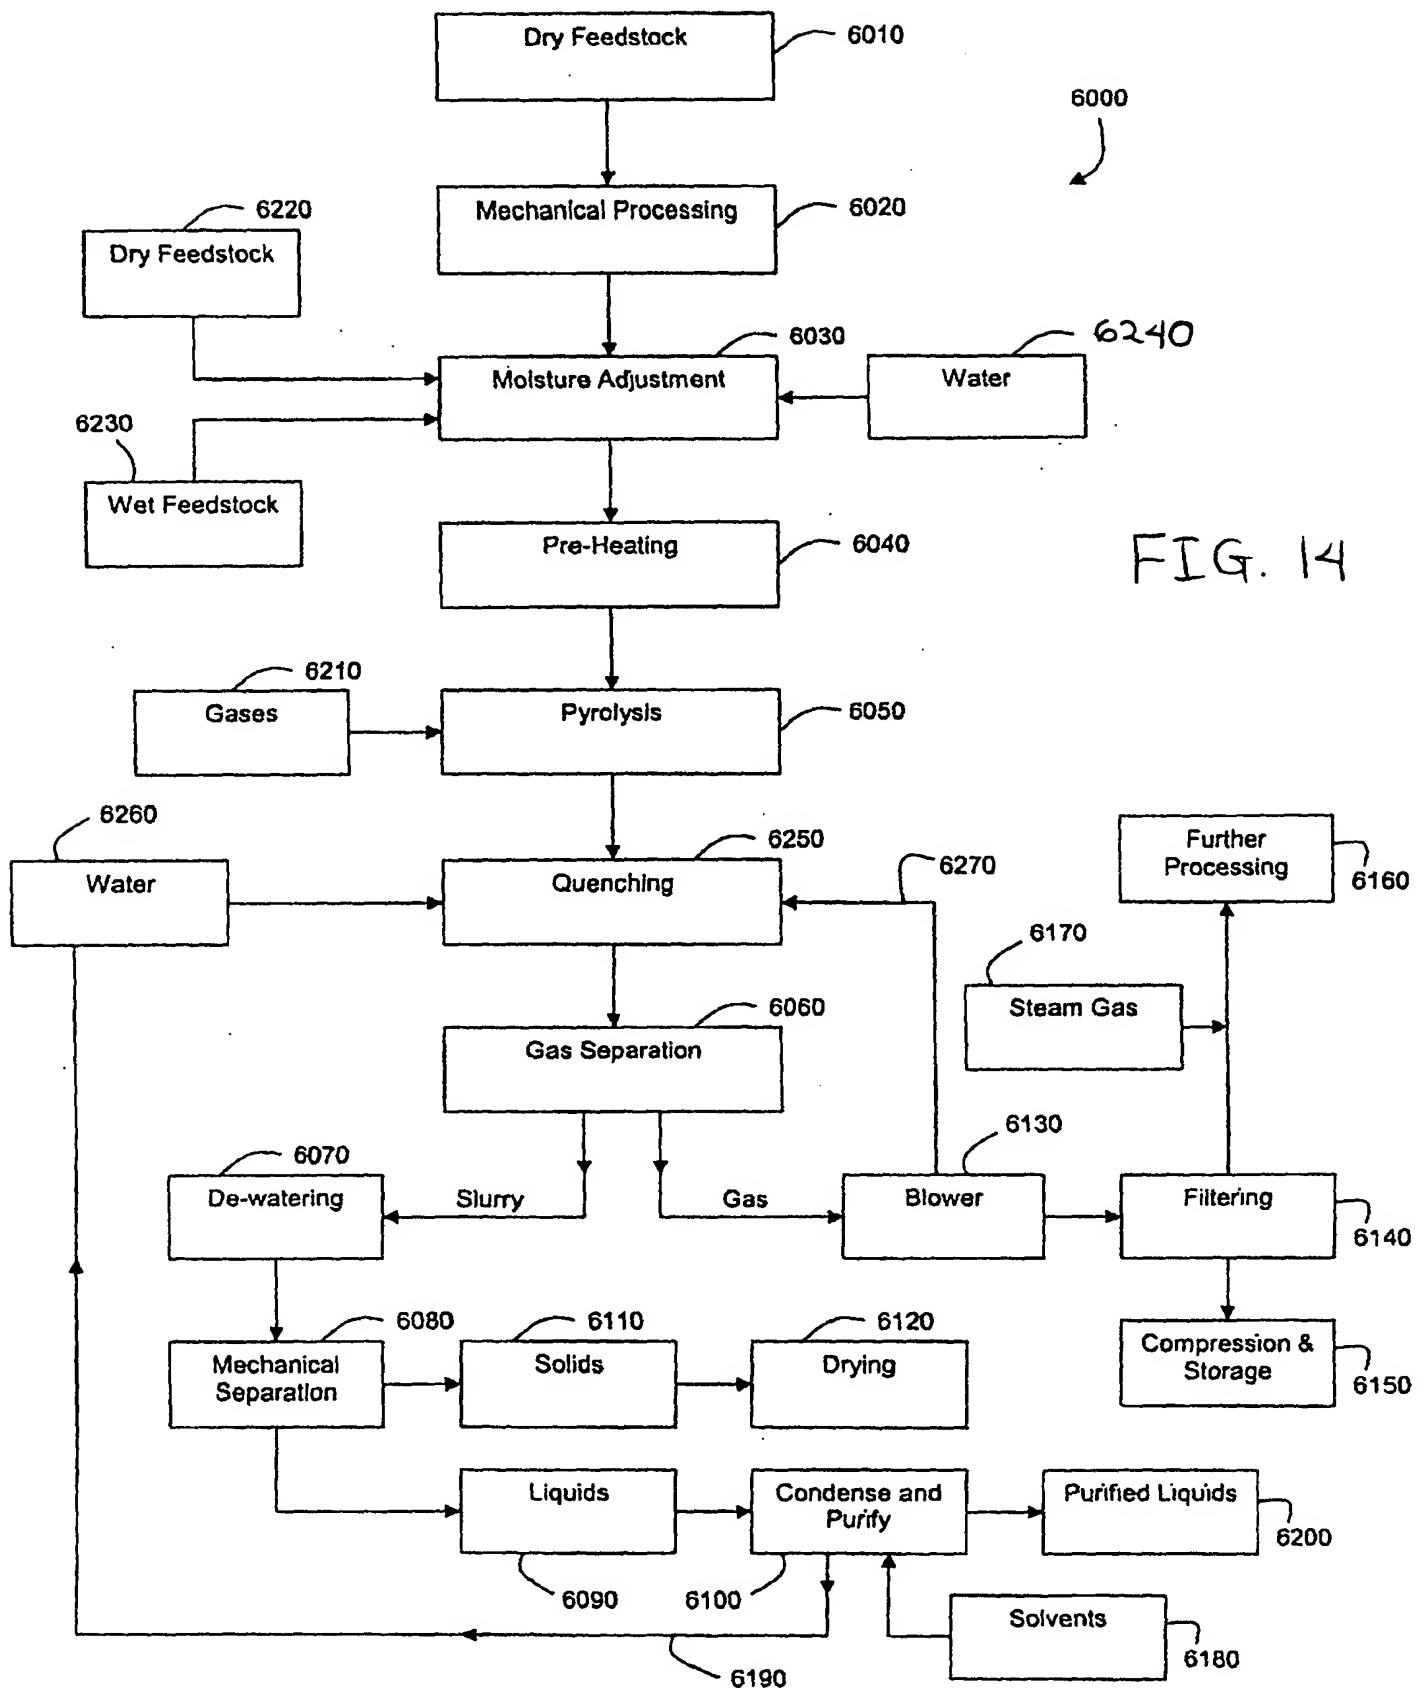 Dry Feedstock
6010
6000
Mechanical Processing
6020
6220
Dry Feedstock
6030
Moisture Adjustment
6240
Water
6230
Wet Feedstock
Pre-Heating
6040
FIG. 14
6210
Gases
Pyrolysis
6050
6260
Water
6250
Quenching
6270
Further
Processing
6160
6170
Steam Gas
6060
Gas Separation
6070
De-watering
Slurry
Gas
6130
Blower
Filtering
6140
6080
Mechanical
Separation
6110
Solids
6120
Drying
Compression &
Storage
6150
Liquids
6090
Condense and
Purify
6100
Purified Liquids
6200
Solvents
6180
6190